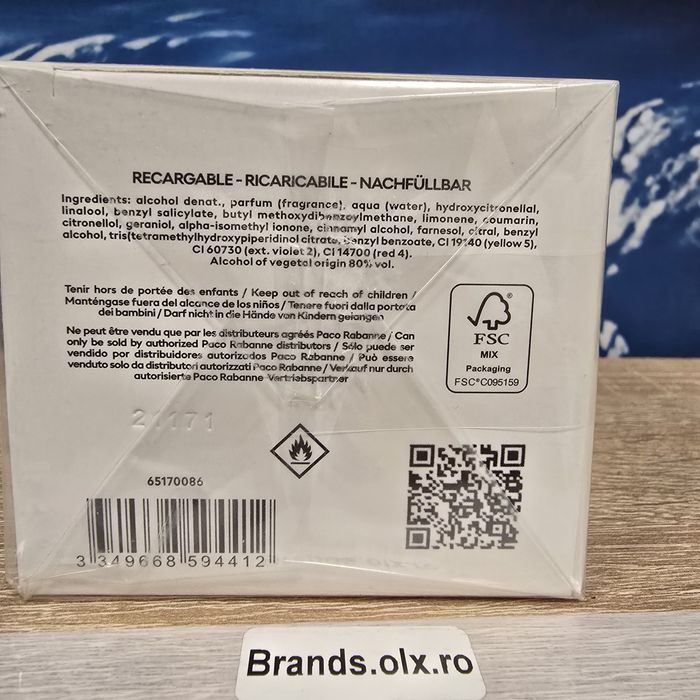 RECARGABLE - RICARICABILE - NACHFÜLLBAR
Ingredients: alcohol denat., parfum (fragrance), aqua (water), hydroxycitronellal,
linalool, benzyl salicylate, butyl methoxydibenzoylmethane, limonene, coumarin,
citronellol, geraniol, alpha-isomethyl ionone, cinnamyl alcohol, farnesol, citral, benzyl
alcohol, tris(tetramethylhydroxypiperidinol) citrate, benzyl benzoate, CI 19140 (yellow 5),
CI 60730 (ext. violet 2), CI 14700 (red 4).
Alcohol of vegetal origin 80% vol.
Tenir hors de portée des enfants / Keep out of reach of children /
Manténgase fuera del alcance de los niños / Tenere fuori dalla portata
dei bambini / Darf nicht in die Hände van Kindern gelangen
Ne peut être vendu que par les distributeurs agréés Paco Rabanne / Can
only be sold by authorized Paco Rabanne distributors / Sólo puede ser
vendido por distribuidores autorizados Paco Rabanne / Può essere
venduto solo da distributori autorizzati Paco Rabanne / Verkauf nur durch
autorisierte Paco Rabanne Vertriebspartner
FSC
MIX
Packaging
FSC® C095159
21171
65170086
3 349668 594412
Brands.olx.ro